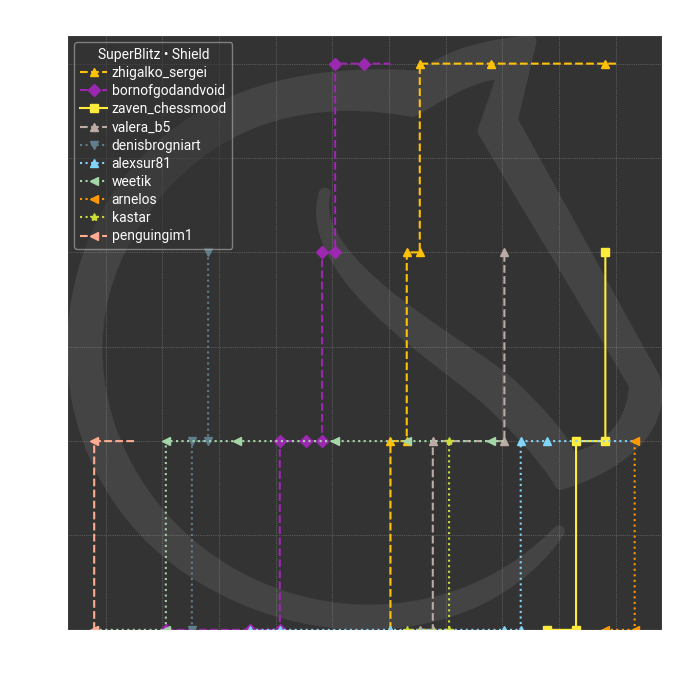 SuperBlitz • Shield
zhigalko_sergei
bornofgodandvoid
zaven_chessmood
valera_b5
denisbrogniart
alexsur81
weetik
arnelos
kastar
penguingim1